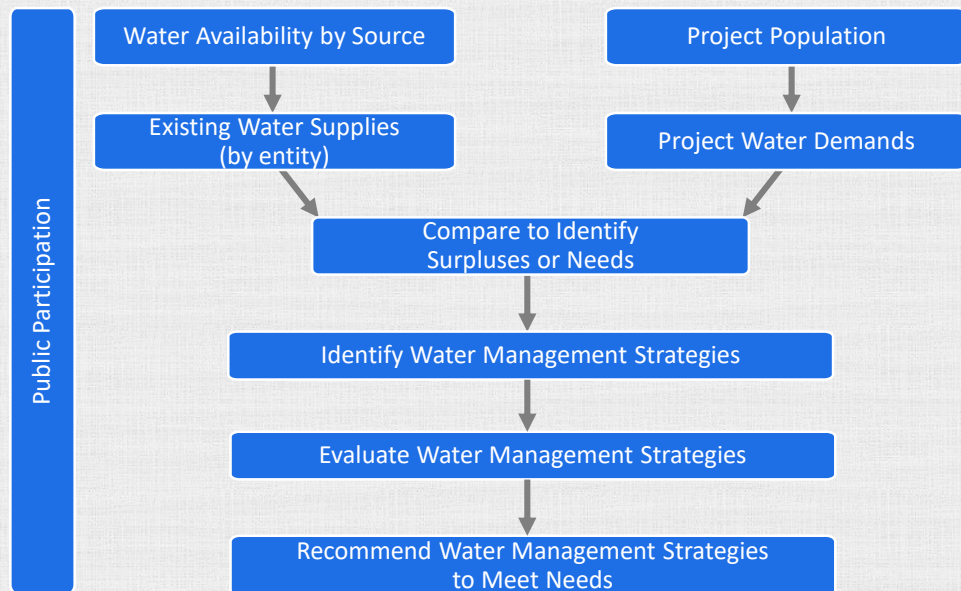 Public Participation
Water Availability by Source
Project Population
Existing Water Supplies
(by entity)
Project Water Demands
Compare to Identify
Surpluses or Needs
Identify Water Management Strategies
Evaluate Water Management Strategies
Recommend Water Management Strategies
to Meet Needs